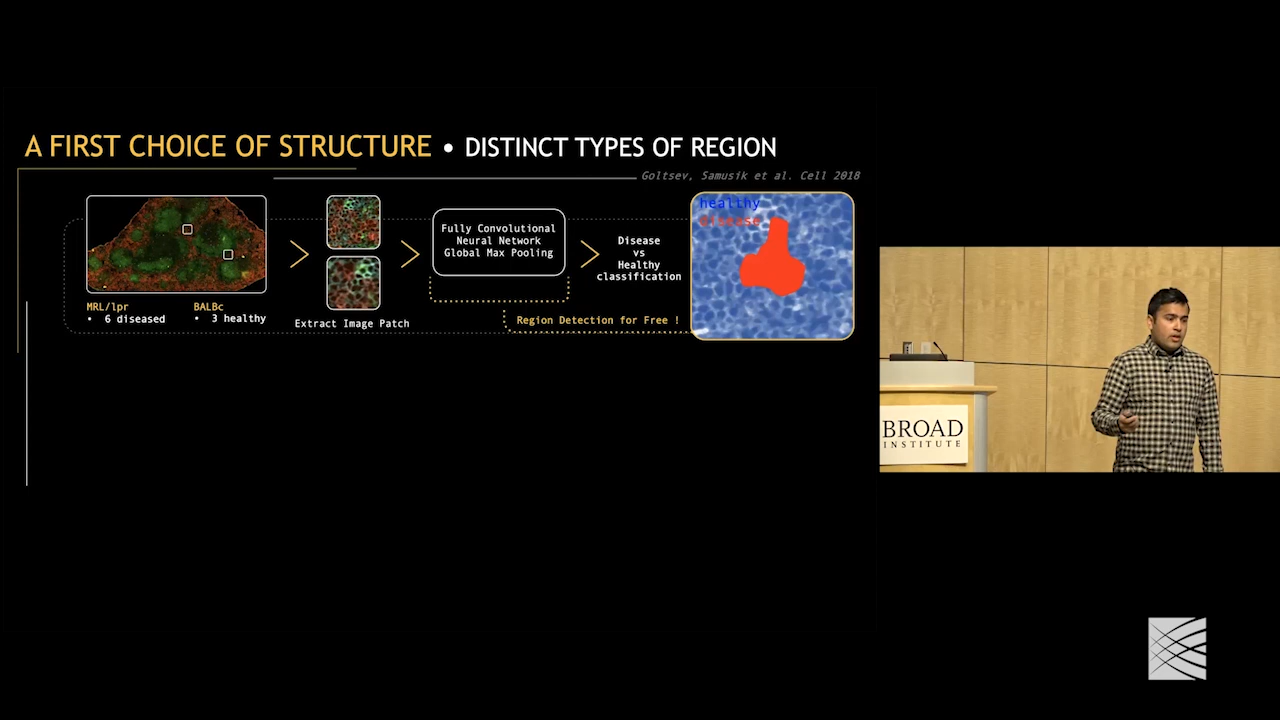 A FIRST CHOICE OF STRUCTURE • DISTINCT TYPES OF REGION
Goltsev, Samusik et al. Cell 2018
MRL/lpr
• 6 diseased
BALBc
• 3 healthy
Extract Image Patch
Fully Convolutional
Neural Network
Global Max Pooling
Disease
vs
Healthy
classification
Region Detection for Free !
healthy
disease
BROAD
INSTITUTE